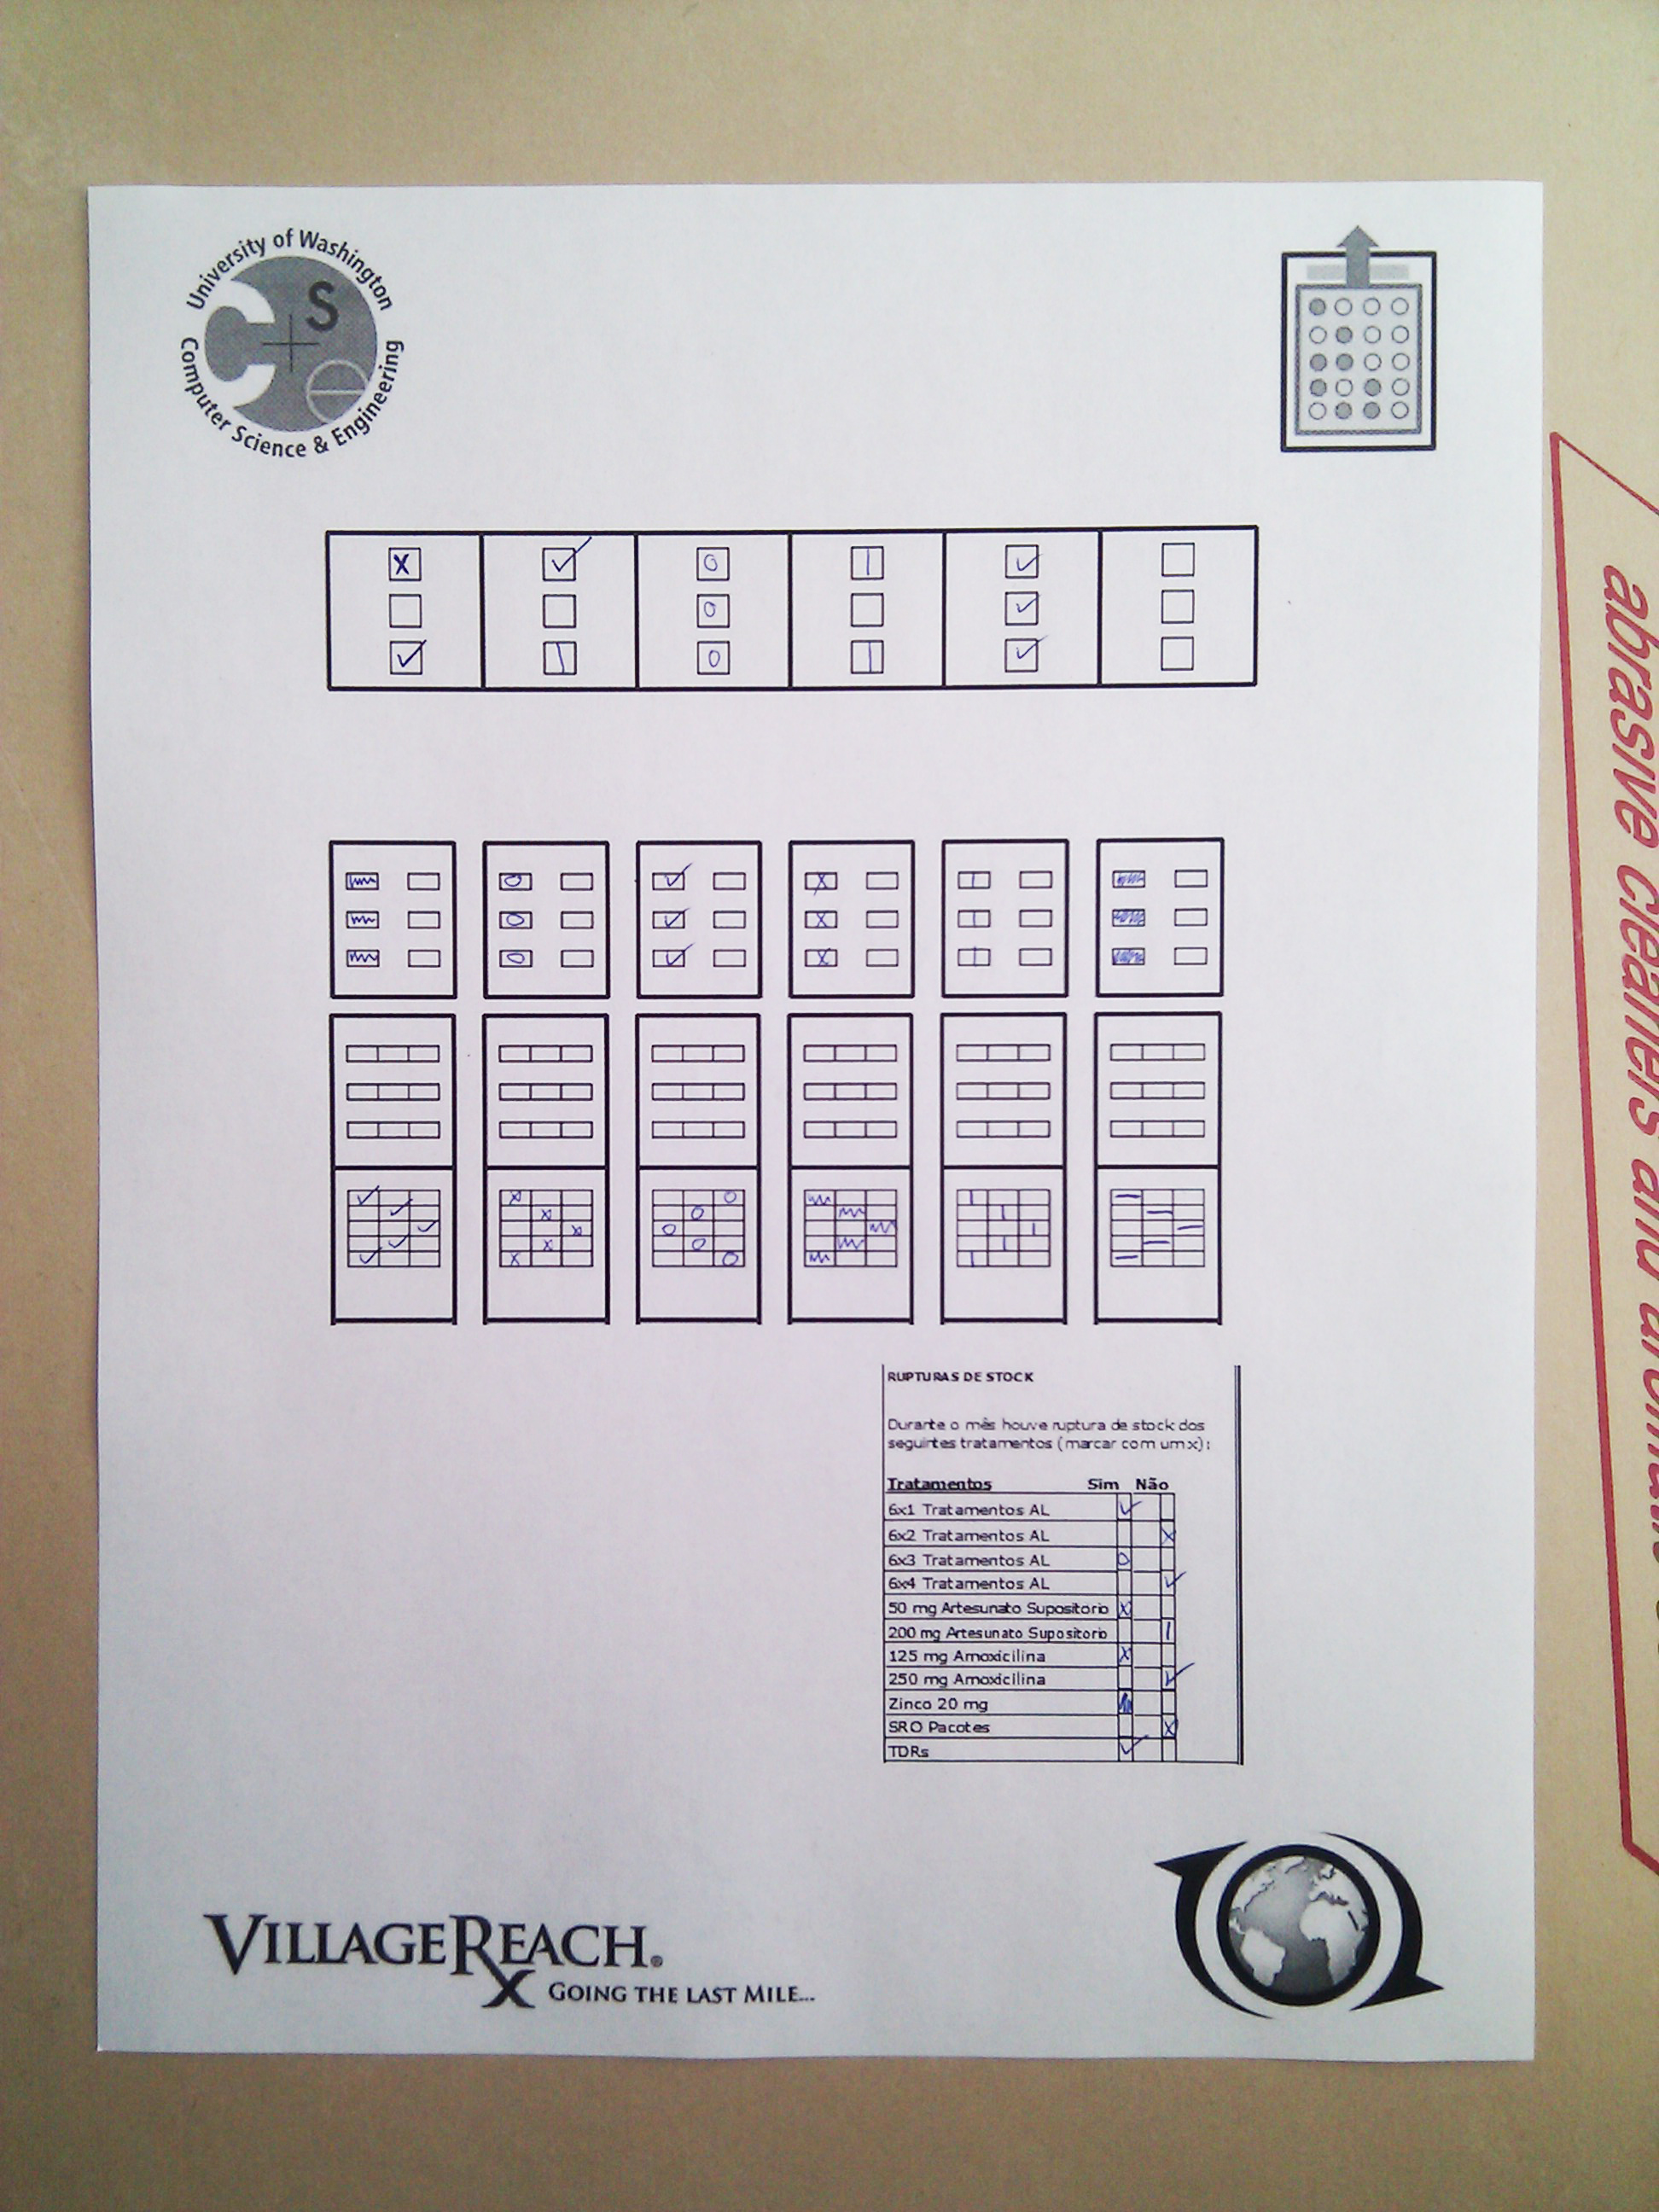 University of Washington
Computer Science & Engineering
C S e
RUPTURAS DE STOCK
Durante o mês houve ruptura de stock dos
seguintes tratamentos (marcar com um x):
Tratamentos Sim Não
6x1 Tratamentos AL
6x2 Tratamentos AL
6x3 Tratamentos AL
6x4 Tratamentos AL
50 mg Artesunato Supositorio
200 mg Artesunato Supositorio
125 mg Amoxicilina
250 mg Amoxicilina
Zinco 20 mg
SRO Pacotes
TDRs
VILLAGEREACH®
GOING THE LAST MILE...
abrasive cleaners and